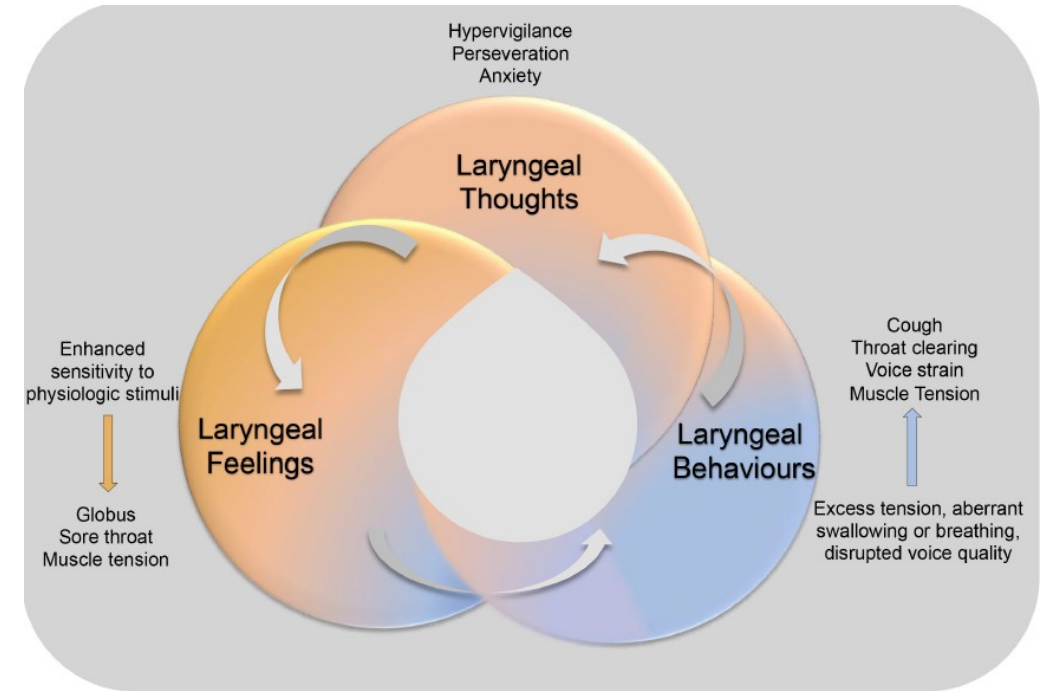 Hypervigilance
Perseveration
Anxiety
Laryngeal
Thoughts
Enhanced
sensitivity to
physiologic stimuli
Globus
Sore throat
Muscle tension
Laryngeal
Feelings
Laryngeal
Behaviours
Cough
Throat clearing
Voice strain
Muscle Tension
Excess tension, aberrant
swallowing or breathing,
disrupted voice quality